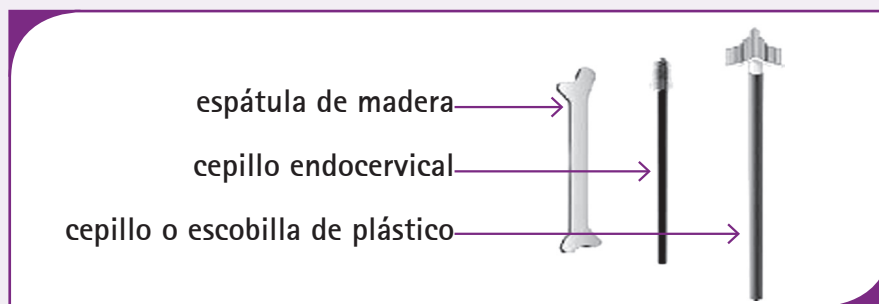 espátula de madera
cepillo endocervical
cepillo o escobilla de plástico